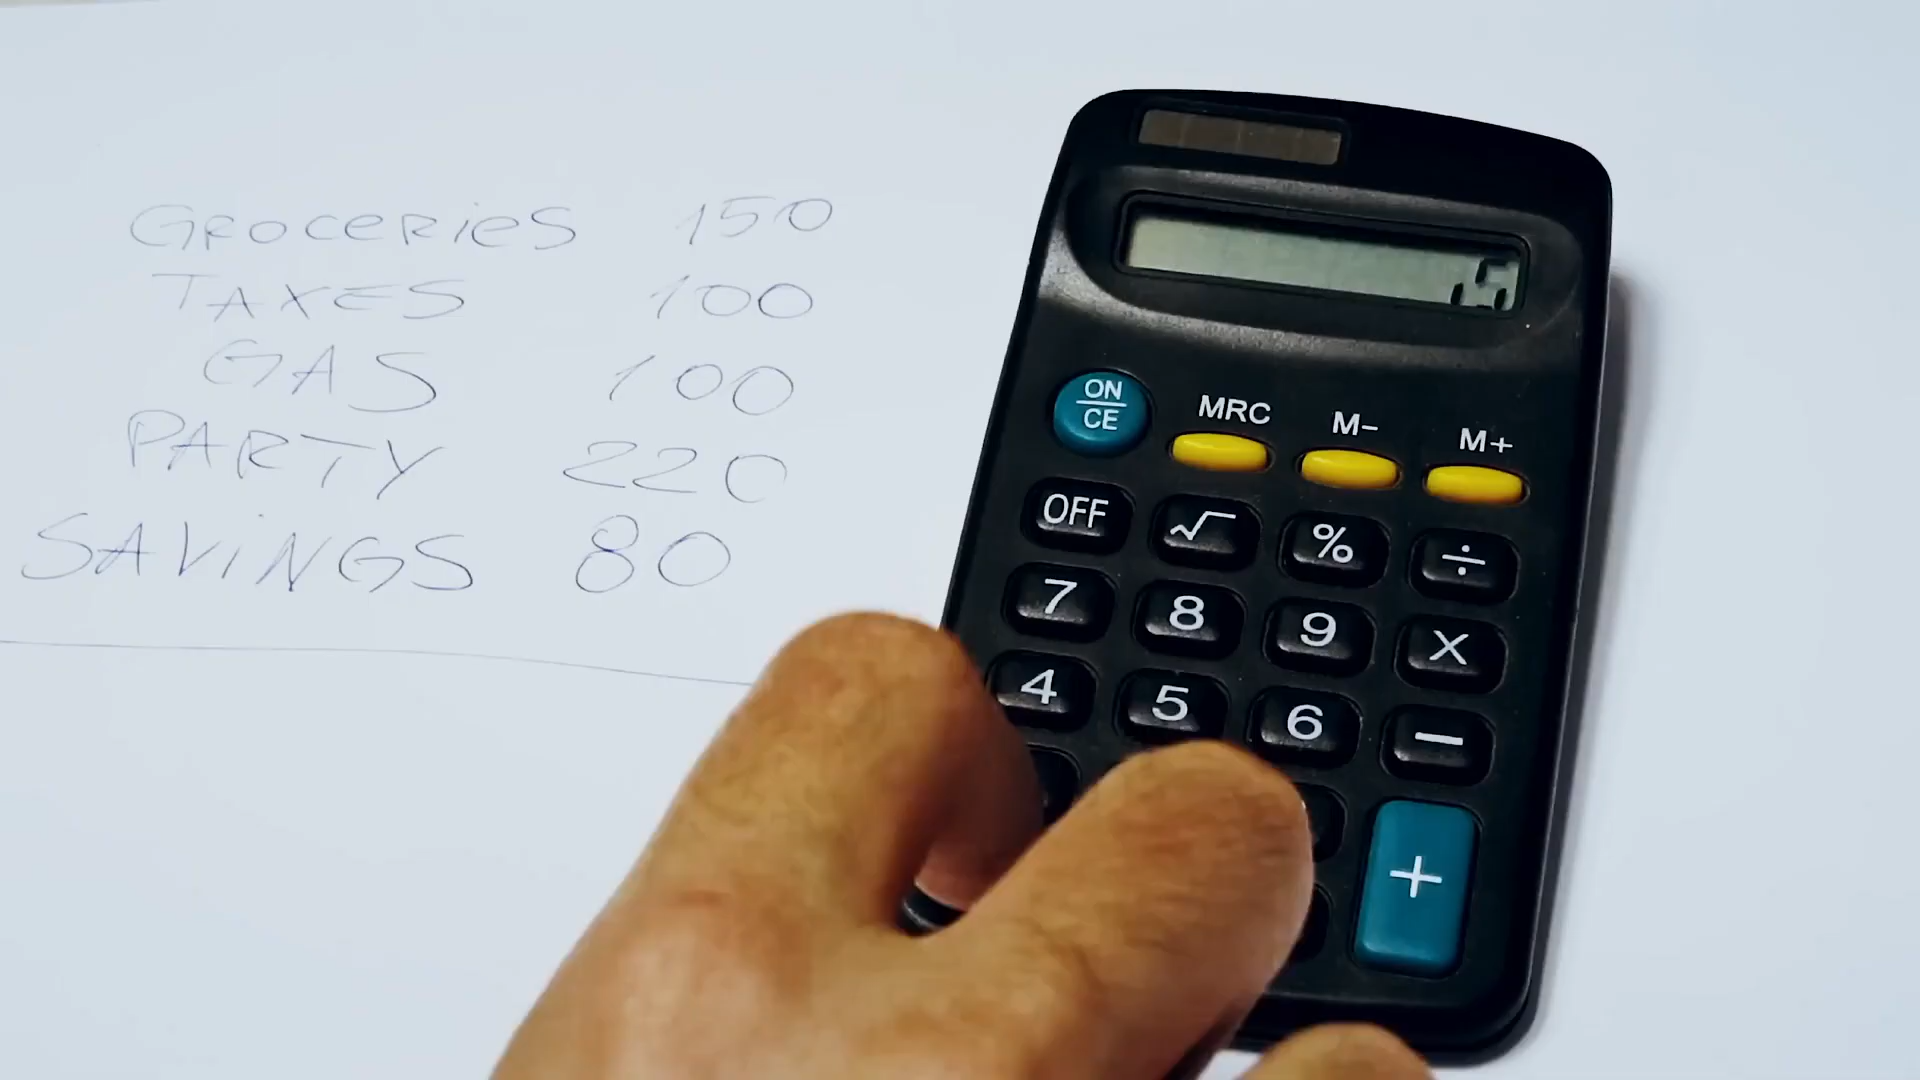 GROCERIES 150
TAXES 100
GAS 100
PARTY 220
SAVINGS 80
15
ON
CE
MRC M- M+
OFF √ % ÷
7 8 9 X
4 5 6 −
+